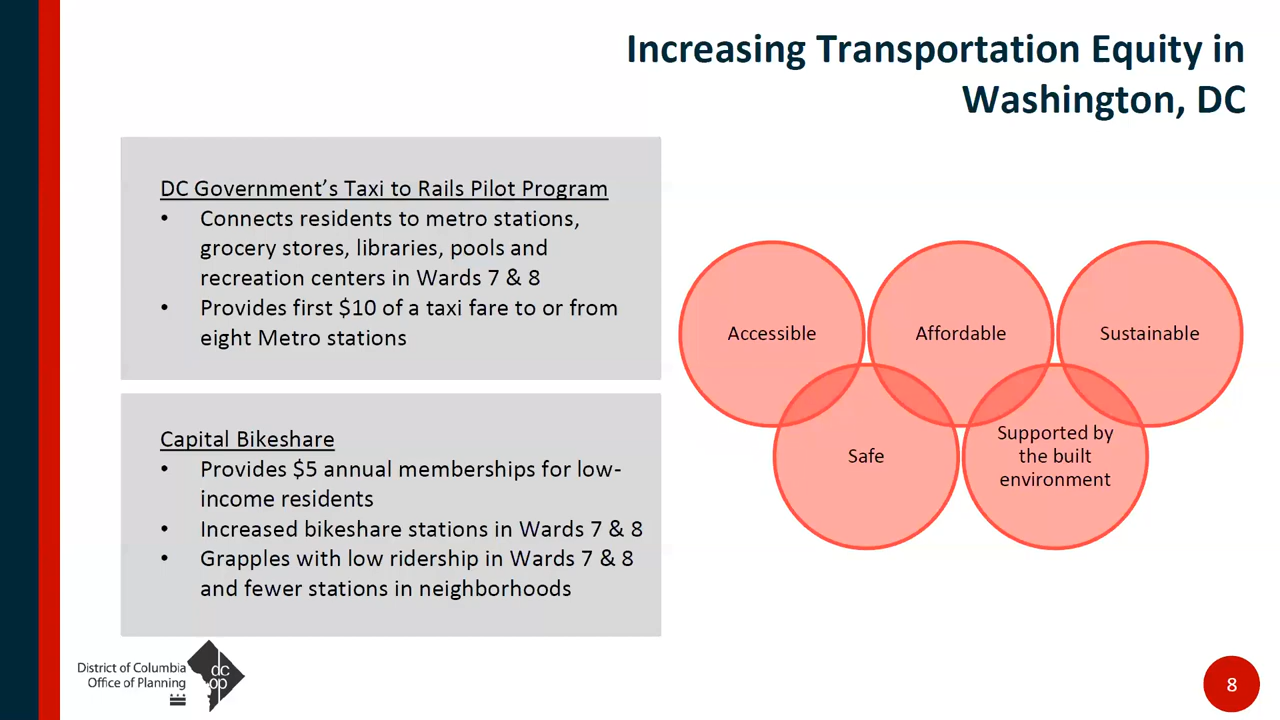 Increasing Transportation Equity in
Washington, DC
DC Government’s Taxi to Rails Pilot Program
• Connects residents to metro stations,
grocery stores, libraries, pools and
recreation centers in Wards 7 & 8
• Provides first $10 of a taxi fare to or from
eight Metro stations
Capital Bikeshare
• Provides $5 annual memberships for low-
income residents
• Increased bikeshare stations in Wards 7 & 8
• Grapples with low ridership in Wards 7 & 8
and fewer stations in neighborhoods
Accessible
Affordable
Sustainable
Safe
Supported by
the built
environment
District of Columbia
Office of Planning
dc
op
8